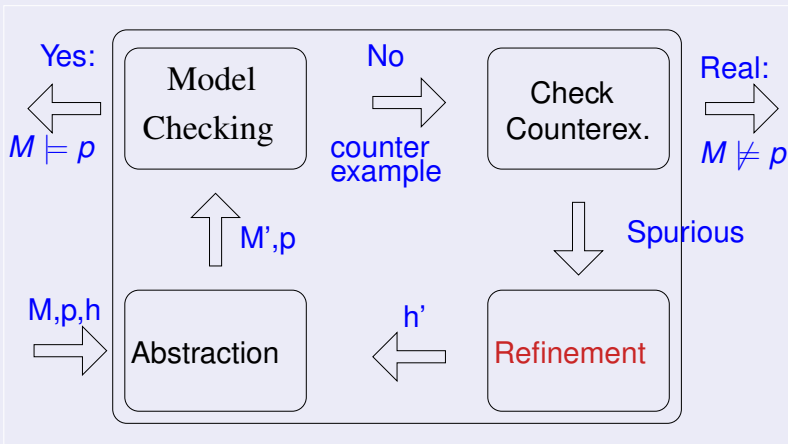 Yes:
M ⊨ p
Model
Checking
No
counter
example
Check
Counterex.
Real:
M ⊭ p
M',p
Spurious
M,p,h
Abstraction
h'
Refinement